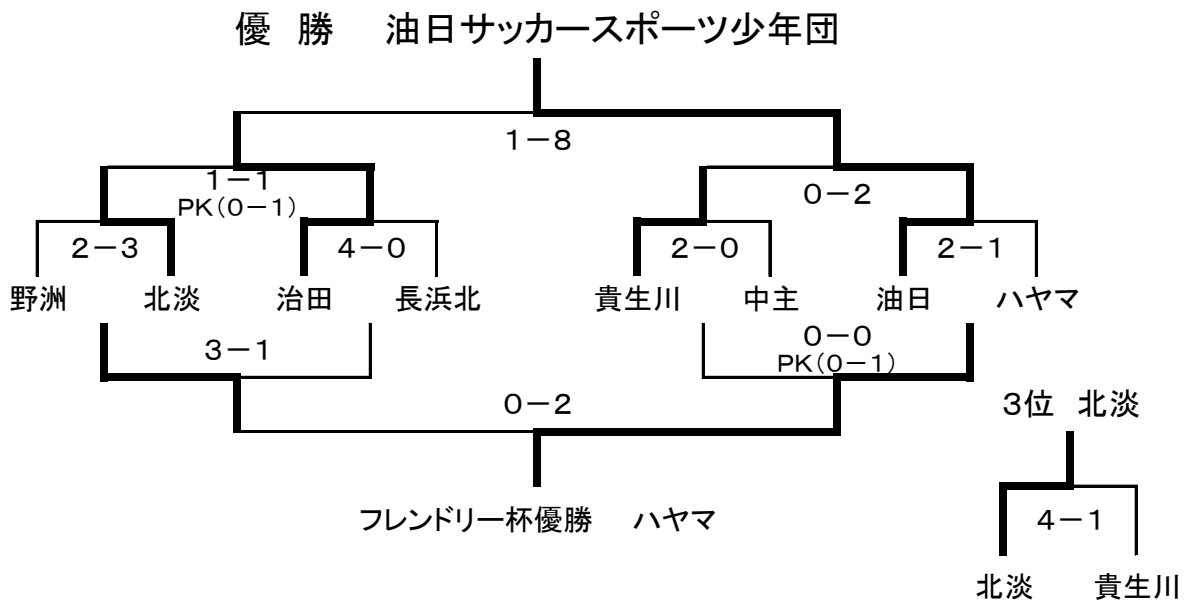 優　勝　　油日サッカースポーツ少年団
1－8
1－1
PK(0－1)
0－2
2－3
4－0
2－0
2－1
野洲
北淡
治田
長浜北
貴生川
中主
油日
ハヤマ
3－1
0－0
PK(0－1)
0－2
フレンドリー杯優勝　ハヤマ
3位　北淡
4－1
北淡
貴生川